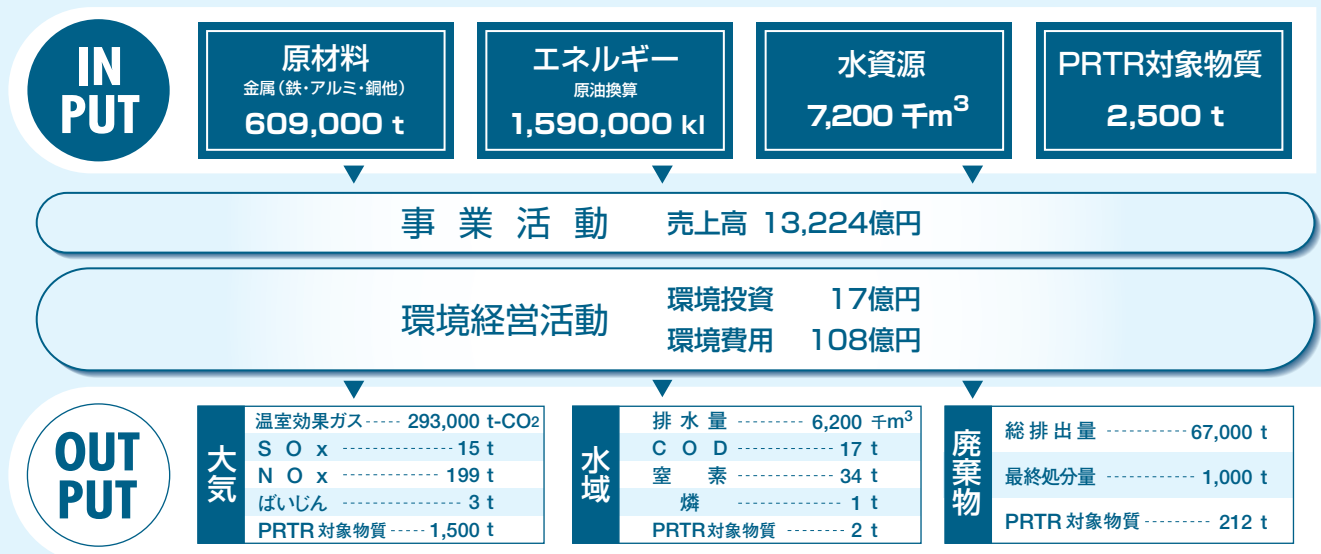 IN PUT
原材料
金属(鉄・アルミ・銅他)
609,000 t
エネルギー
原油換算
1,590,000 kl
水資源
7,200 千m³
PRTR対象物質
2,500 t
事業活動 売上高 13,224億円
環境経営活動
環境投資 17億円
環境費用 108億円
OUT PUT
大気
温室効果ガス 293,000 t-CO2
SOx 15 t
NOx 199 t
ばいじん 3 t
PRTR対象物質 1,500 t
水域
排水量 6,200 千m³
COD 17 t
窒素 34 t
燐 1 t
PRTR対象物質 2 t
廃棄物
総排出量 67,000 t
最終処分量 1,000 t
PRTR対象物質 212 t